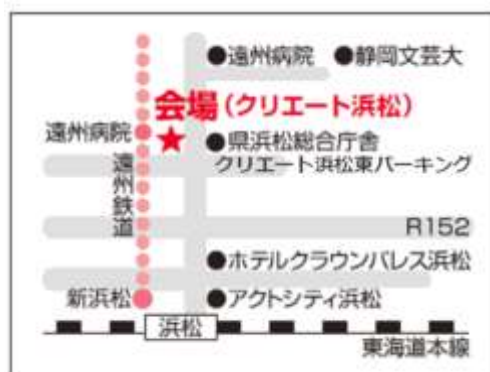 ●遠州病院 ●静岡文芸大
会場(クリエート浜松)
遠州病院
★
●県浜松総合庁舎
クリエート浜松東パーキング
遠州鉄道
R152
●ホテルクラウンパレス浜松
新浜松
●アクトシティ浜松
浜松
東海道本線